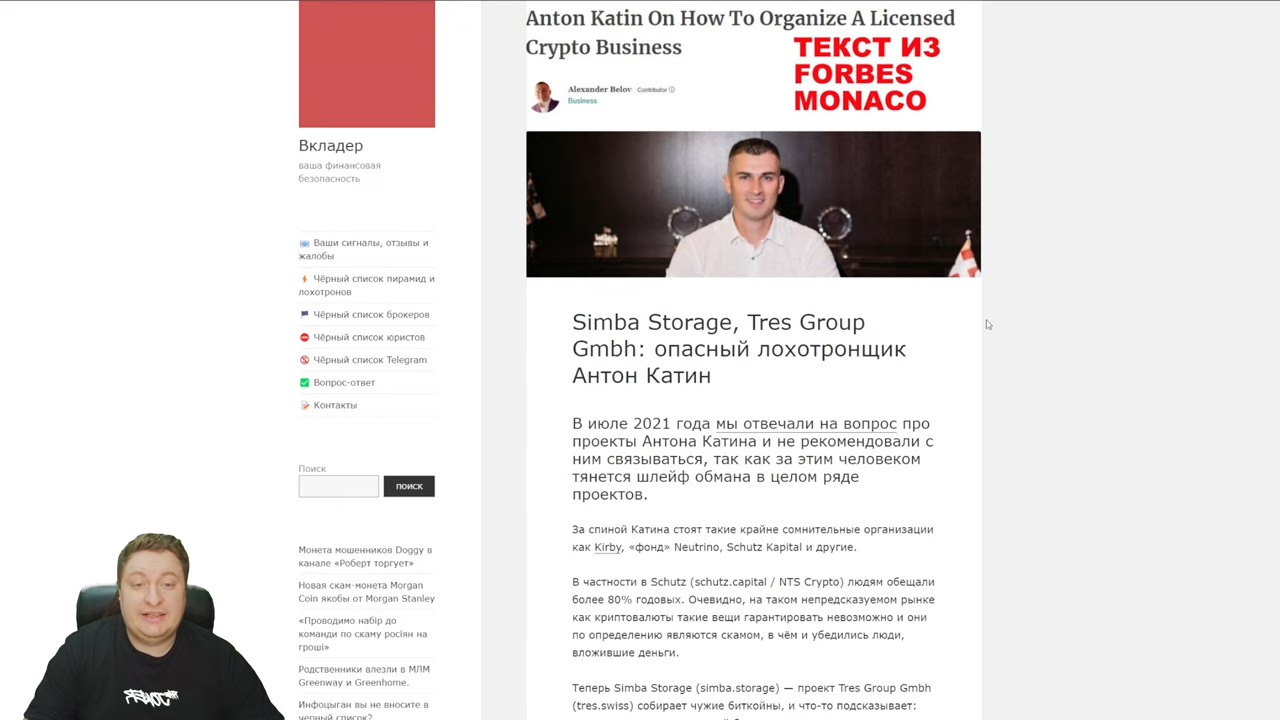 Anton Katin On How To Organize A Licensed
Crypto Business
ТЕКСТ ИЗ
FORBES
MONACO
Alexander Belov Contributor
Business
Вкладер
ваша финансовая
безопасность
Ваши сигналы, отзывы и
жалобы
Чёрный список пирамид и
лохотронов
Чёрный список брокеров
Чёрный список юристов
Чёрный список Telegram
Вопрос-ответ
Контакты
Поиск
ПОИСК
Монета мошенников Doggy в
канале «Роберт торгует»
Новая скам-монета Morgan
Coin якобы от Morgan Stanley
«Проводимо набір до
команди по скаму росіян на
гроші»
Родственники влезли в МЛМ
Greenway и Greenhome.
Инфоцыган вы не вносите в
черный список?
Simba Storage, Tres Group
Gmbh: опасный лохотронщик
Антон Катин
В июле 2021 года мы отвечали на вопрос про
проекты Антона Катина и не рекомендовали с
ним связываться, так как за этим человеком
тянется шлейф обмана в целом ряде
проектов.
За спиной Катина стоят такие крайне сомнительные организации
как Kirby, «фонд» Neutrino, Schutz Kapital и другие.
В частности в Schutz (schutz.capital / NTS Crypto) людям обещали
более 80% годовых. Очевидно, на таком непредсказуемом рынке
как криптовалюты такие вещи гарантировать невозможно и они
по определению являются скамом, в чём и убедились люди,
вложившие деньги.
Теперь Simba Storage (simba.storage) — проект Tres Group Gmbh
(tres.swiss) собирает чужие биткойны, и что-то подсказывает: